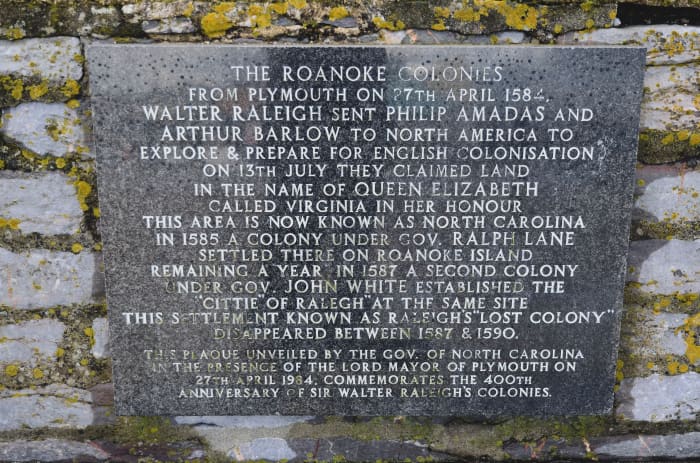 THE ROANOKE COLONIES
FROM PLYMOUTH ON 27TH APRIL 1584,
WALTER RALEIGH SENT PHILIP AMADAS AND
ARTHUR BARLOW TO NORTH AMERICA TO
EXPLORE & PREPARE FOR ENGLISH COLONISATION
ON 13TH JULY THEY CLAIMED LAND
IN THE NAME OF QUEEN ELIZABETH
CALLED VIRGINIA IN HER HONOUR
THIS AREA IS NOW KNOWN AS NORTH CAROLINA
IN 1585 A COLONY UNDER GOV. RALPH LANE
SETTLED THERE ON ROANOKE ISLAND
REMAINING A YEAR. IN 1587 A SECOND COLONY
UNDER GOV. JOHN WHITE ESTABLISHED THE
"CITTIE" OF RALEGH" AT THE SAME SITE
THIS SETTLEMENT KNOWN AS RALEIGH'S "LOST COLONY"
DISAPPEARED BETWEEN 1587 & 1590.
THIS PLAQUE UNVEILED BY THE GOV. OF NORTH CAROLINA
IN THE PRESENCE OF THE LORD MAYOR OF PLYMOUTH ON
27TH APRIL 1984, COMMEMORATES THE 400TH
ANNIVERSARY OF SIR WALTER RALEIGH'S COLONIES.